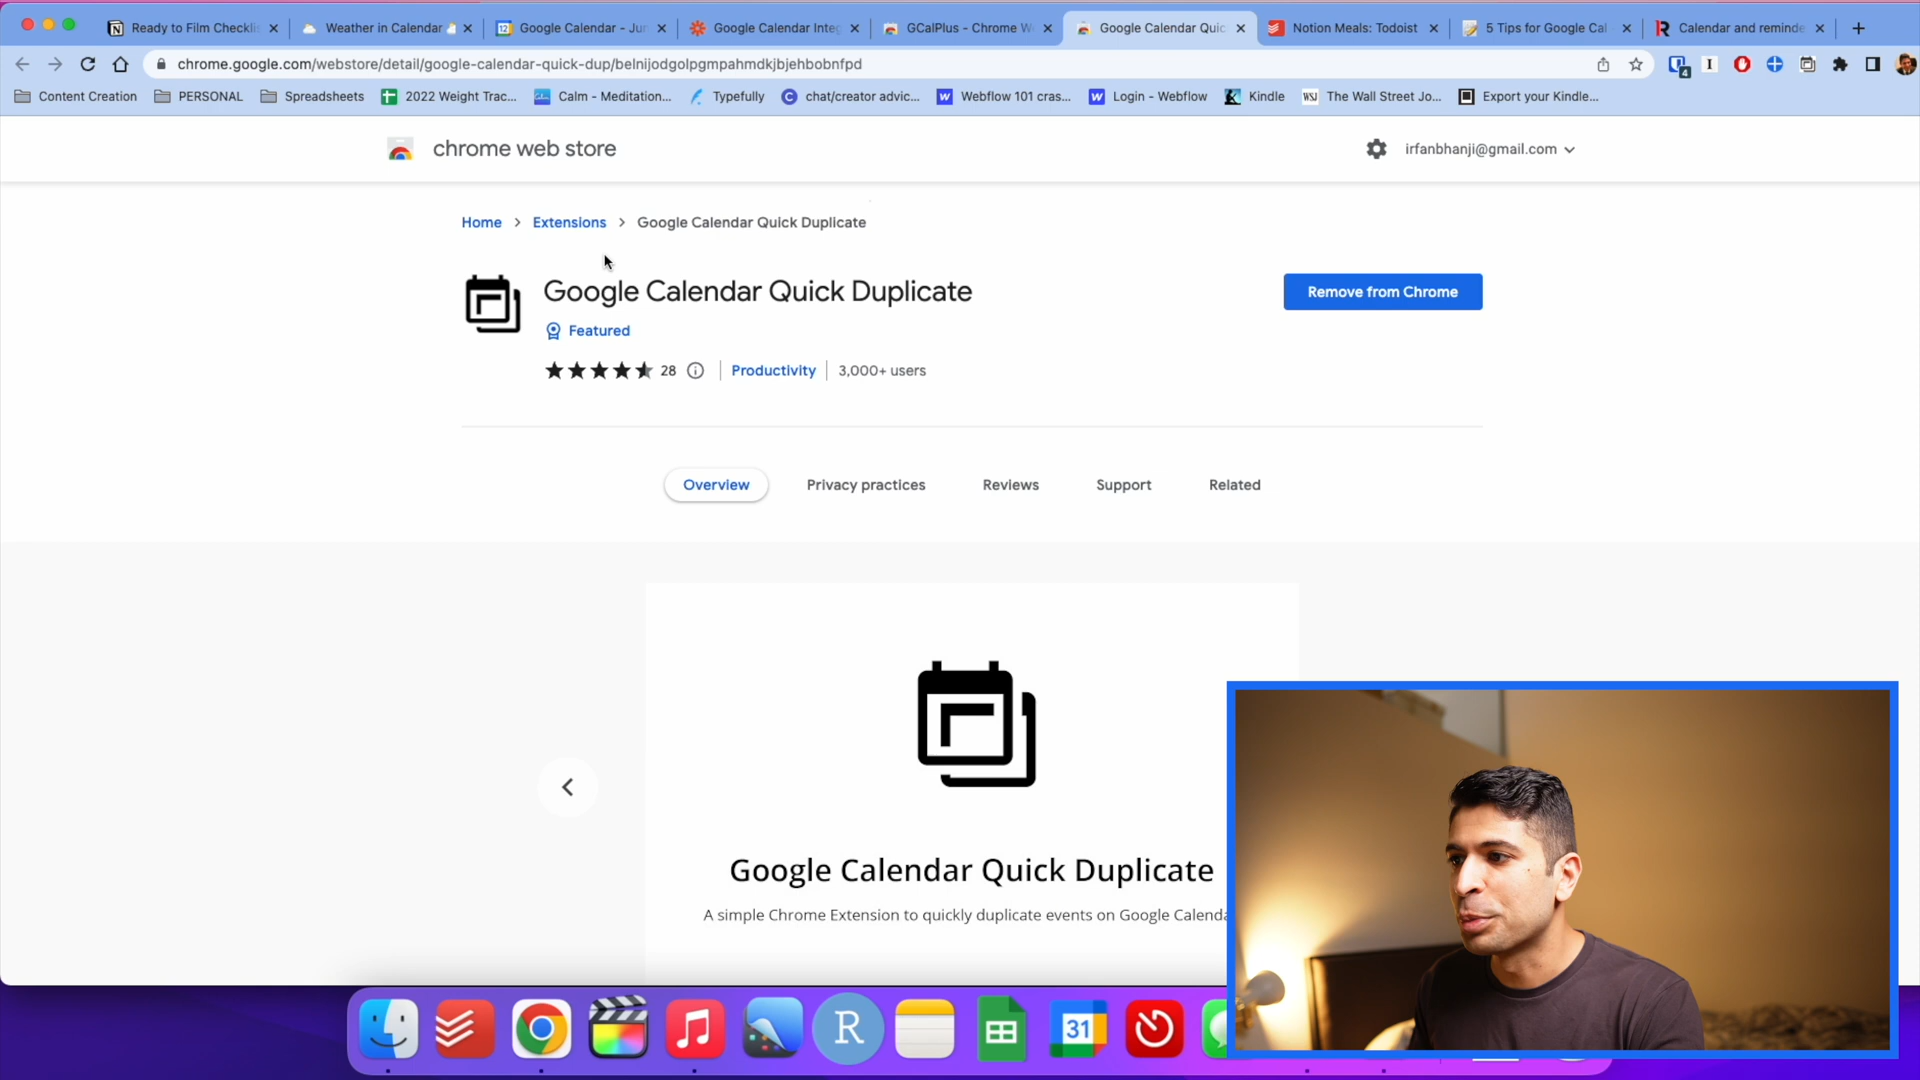 Ready to Film Checklis
Weather in Calendar
Google Calendar - Jun
Google Calendar Integ
GCalPlus - Chrome W
Google Calendar Quic
Notion Meals: Todoist
5 Tips for Google Cal
Calendar and reminde
chrome.google.com/webstore/detail/google-calendar-quick-dup/belnijodgolpgmpahmdkjbjehbobnfpd
Content Creation
PERSONAL
Spreadsheets
2022 Weight Trac...
Calm - Meditation...
Typefully
chat/creator advic...
Webflow 101 cras...
Login - Webflow
Kindle
WSJ The Wall Street Jo...
Export your Kindle...
chrome web store
irfanbhanji@gmail.com
Home > Extensions > Google Calendar Quick Duplicate
Google Calendar Quick Duplicate
Remove from Chrome
Featured
28
Productivity
3,000+ users
Overview
Privacy practices
Reviews
Support
Related
Google Calendar Quick Duplicate
A simple Chrome Extension to quickly duplicate events on Google Calenda
R
31